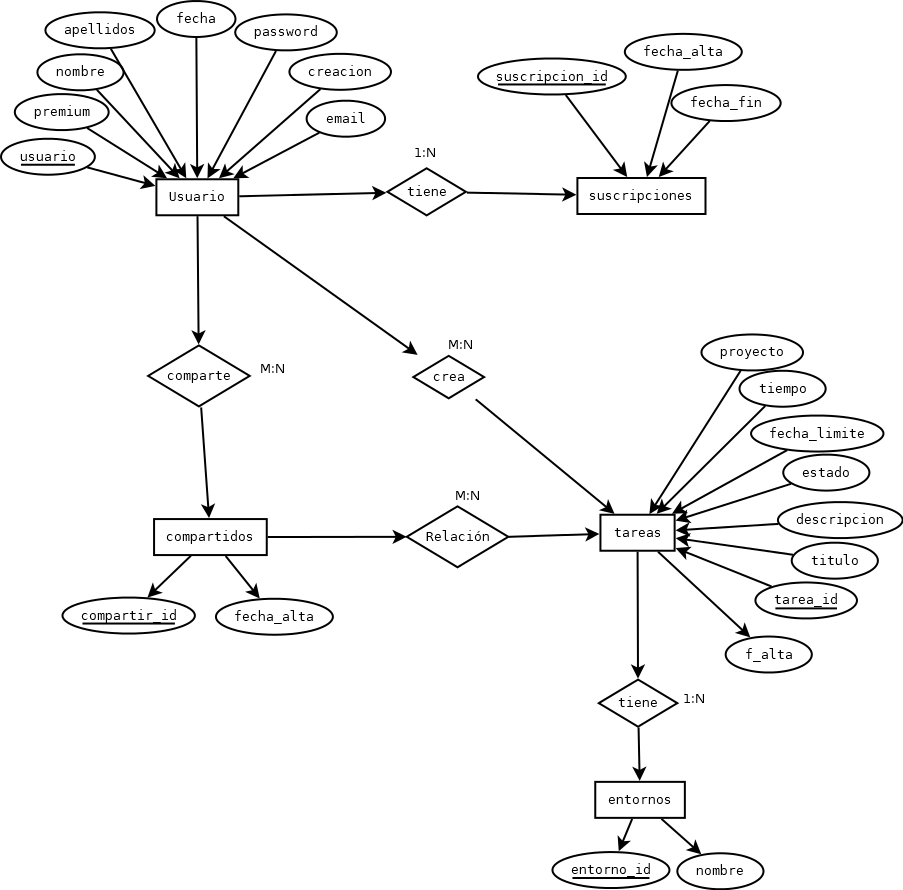 fecha
apellidos
password
fecha_alta
nombre
creacion
suscripcion_id
premium
email
fecha_fin
usuario
1:N
Usuario
tiene
suscripciones
M:N
proyecto
comparte
M:N
crea
tiempo
fecha_limite
estado
M:N
descripcion
compartidos
Relación
tareas
titulo
tarea_id
compartir_id
fecha_alta
f_alta
tiene
1:N
entornos
entorno_id
nombre